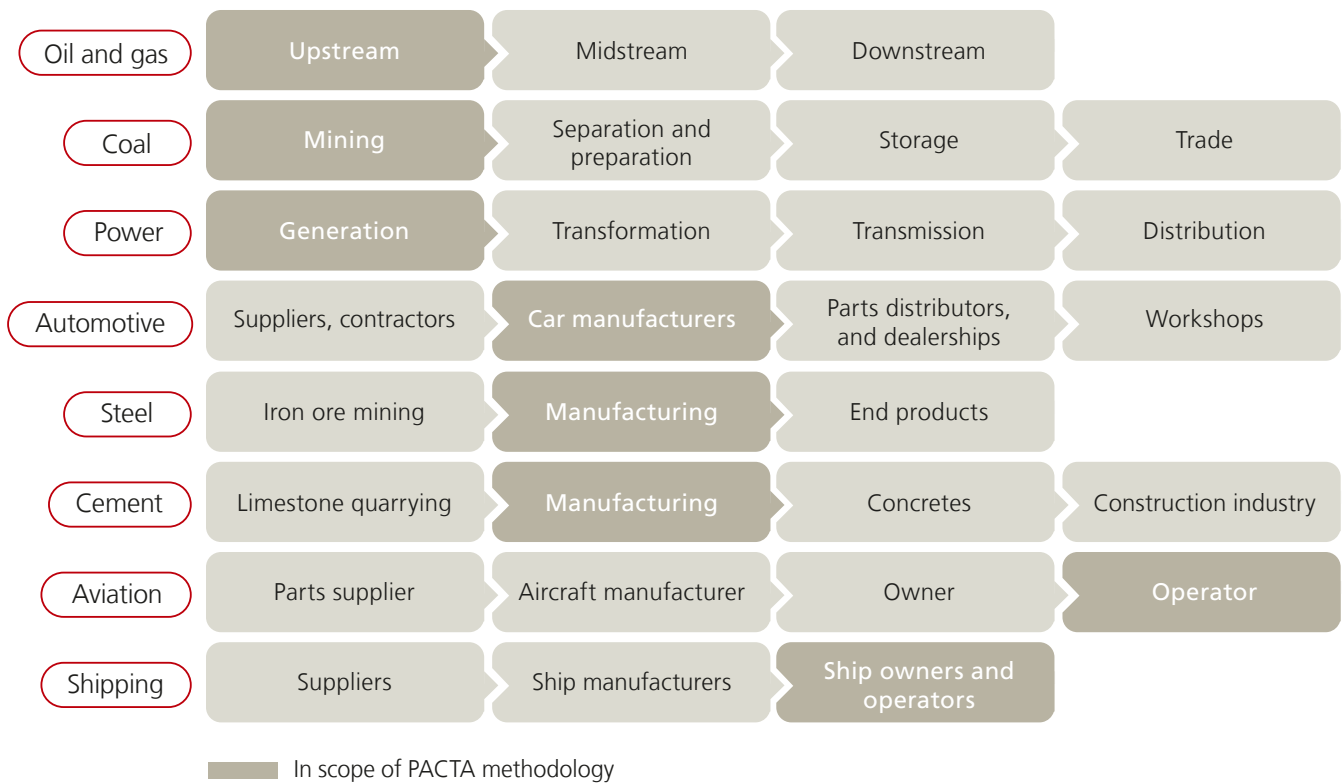 Oil and gas
Upstream
Midstream
Downstream
Coal
Mining
Separation and
preparation
Storage
Trade
Power
Generation
Transformation
Transmission
Distribution
Automotive
Suppliers, contractors
Car manufacturers
Parts distributors,
and dealerships
Workshops
Steel
Iron ore mining
Manufacturing
End products
Cement
Limestone quarrying
Manufacturing
Concretes
Construction industry
Aviation
Parts supplier
Aircraft manufacturer
Owner
Operator
Shipping
Suppliers
Ship manufacturers
Ship owners and
operators
In scope of PACTA methodology